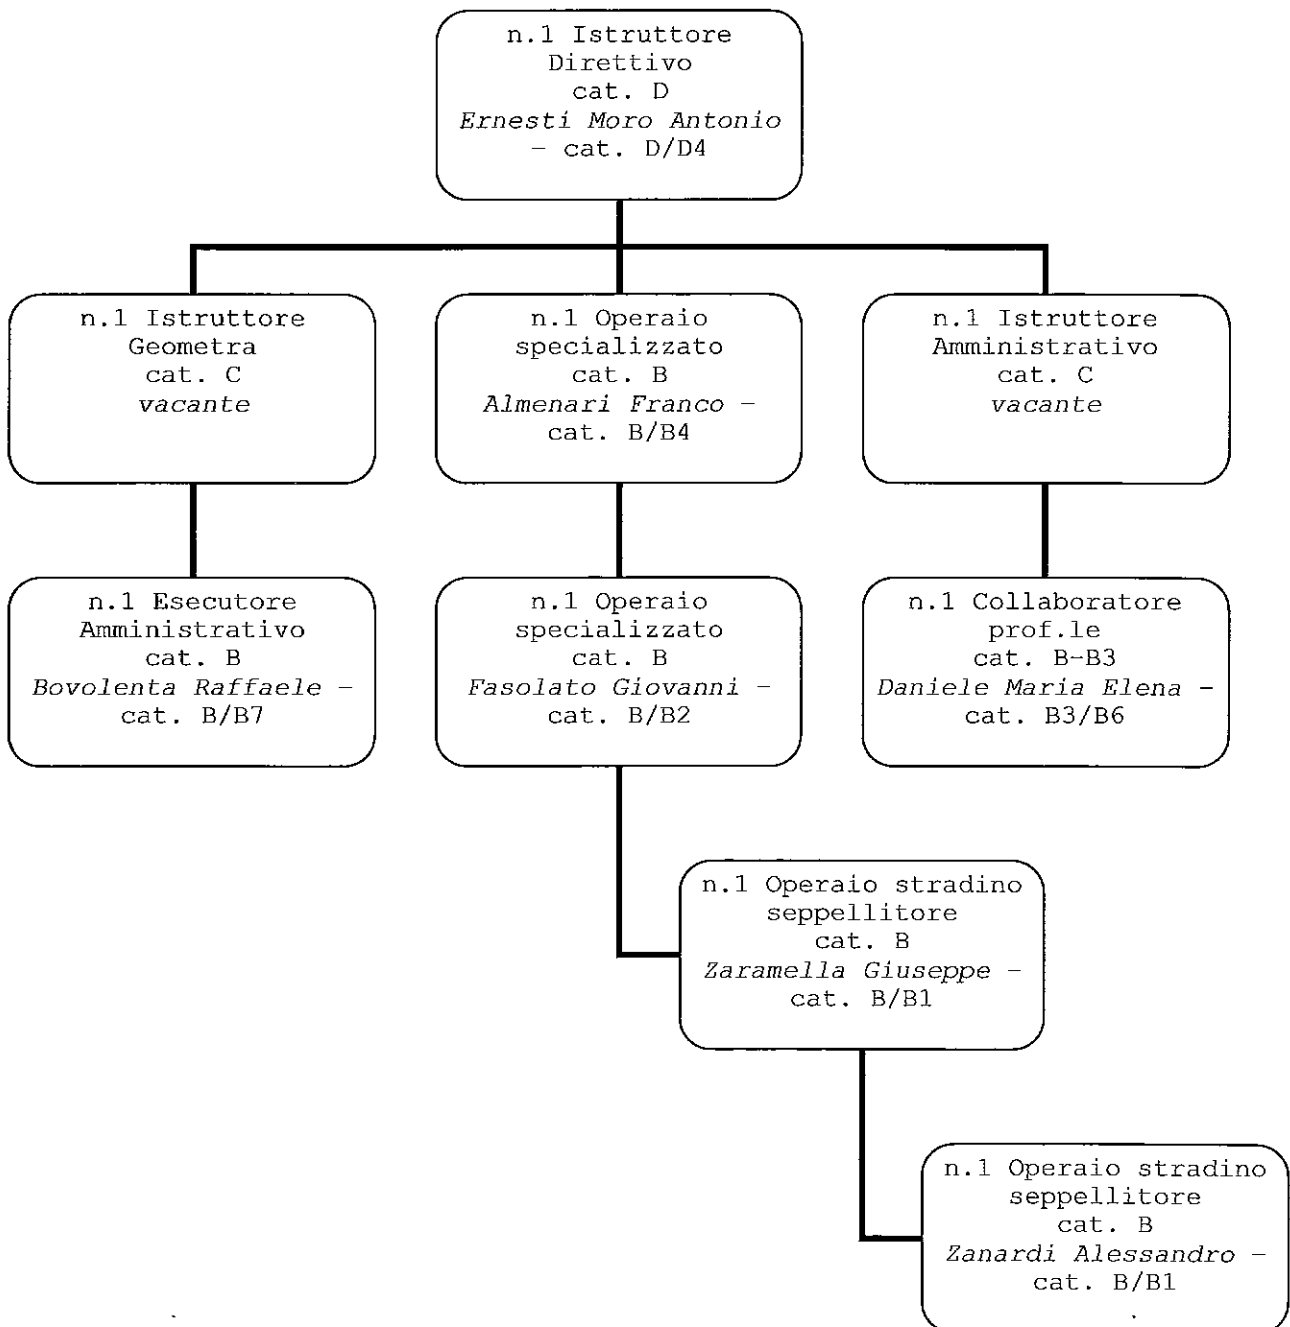 n.1 Istruttore
Direttivo
cat. D
Ernesti Moro Antonio
- cat. D/D4
n.1 Istruttore
Geometra
cat. C
vacante
n.1 Operaio
specializzato
cat. B
Almenari Franco -
cat. B/B4
n.1 Istruttore
Amministrativo
cat. C
vacante
n.1 Esecutore
Amministrativo
cat. B
Bovolenta Raffaele -
cat. B/B7
n.1 Operaio
specializzato
cat. B
Fasolato Giovanni -
cat. B/B2
n.1 Collaboratore
prof.le
cat. B-B3
Daniele Maria Elena -
cat. B3/B6
n.1 Operaio stradino
seppellitore
cat. B
Zaramella Giuseppe -
cat. B/B1
n.1 Operaio stradino
seppellitore
cat. B
Zanardi Alessandro -
cat. B/B1